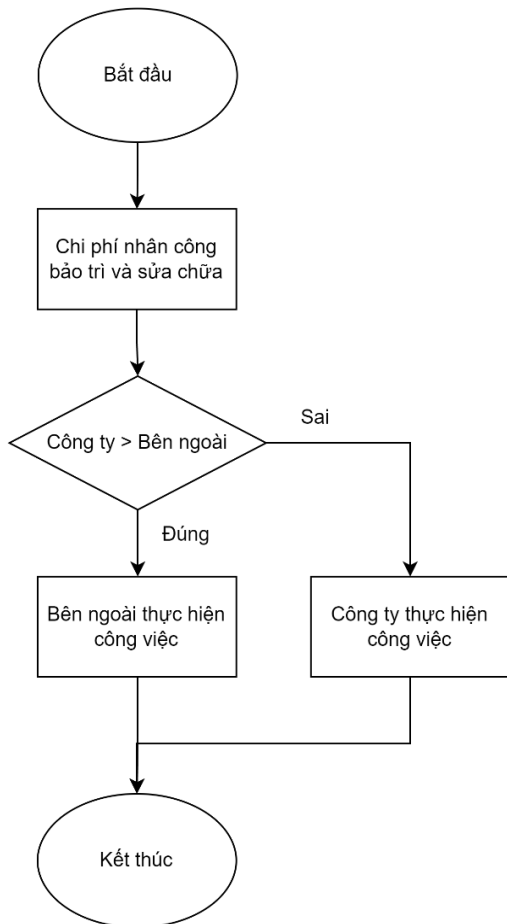 Bắt đầu
Chi phí nhân công
bảo trì và sửa chữa
Công ty > Bên ngoài
Sai
Đúng
Bên ngoài thực hiện
công việc
Công ty thực hiện
công việc
Kết thúc